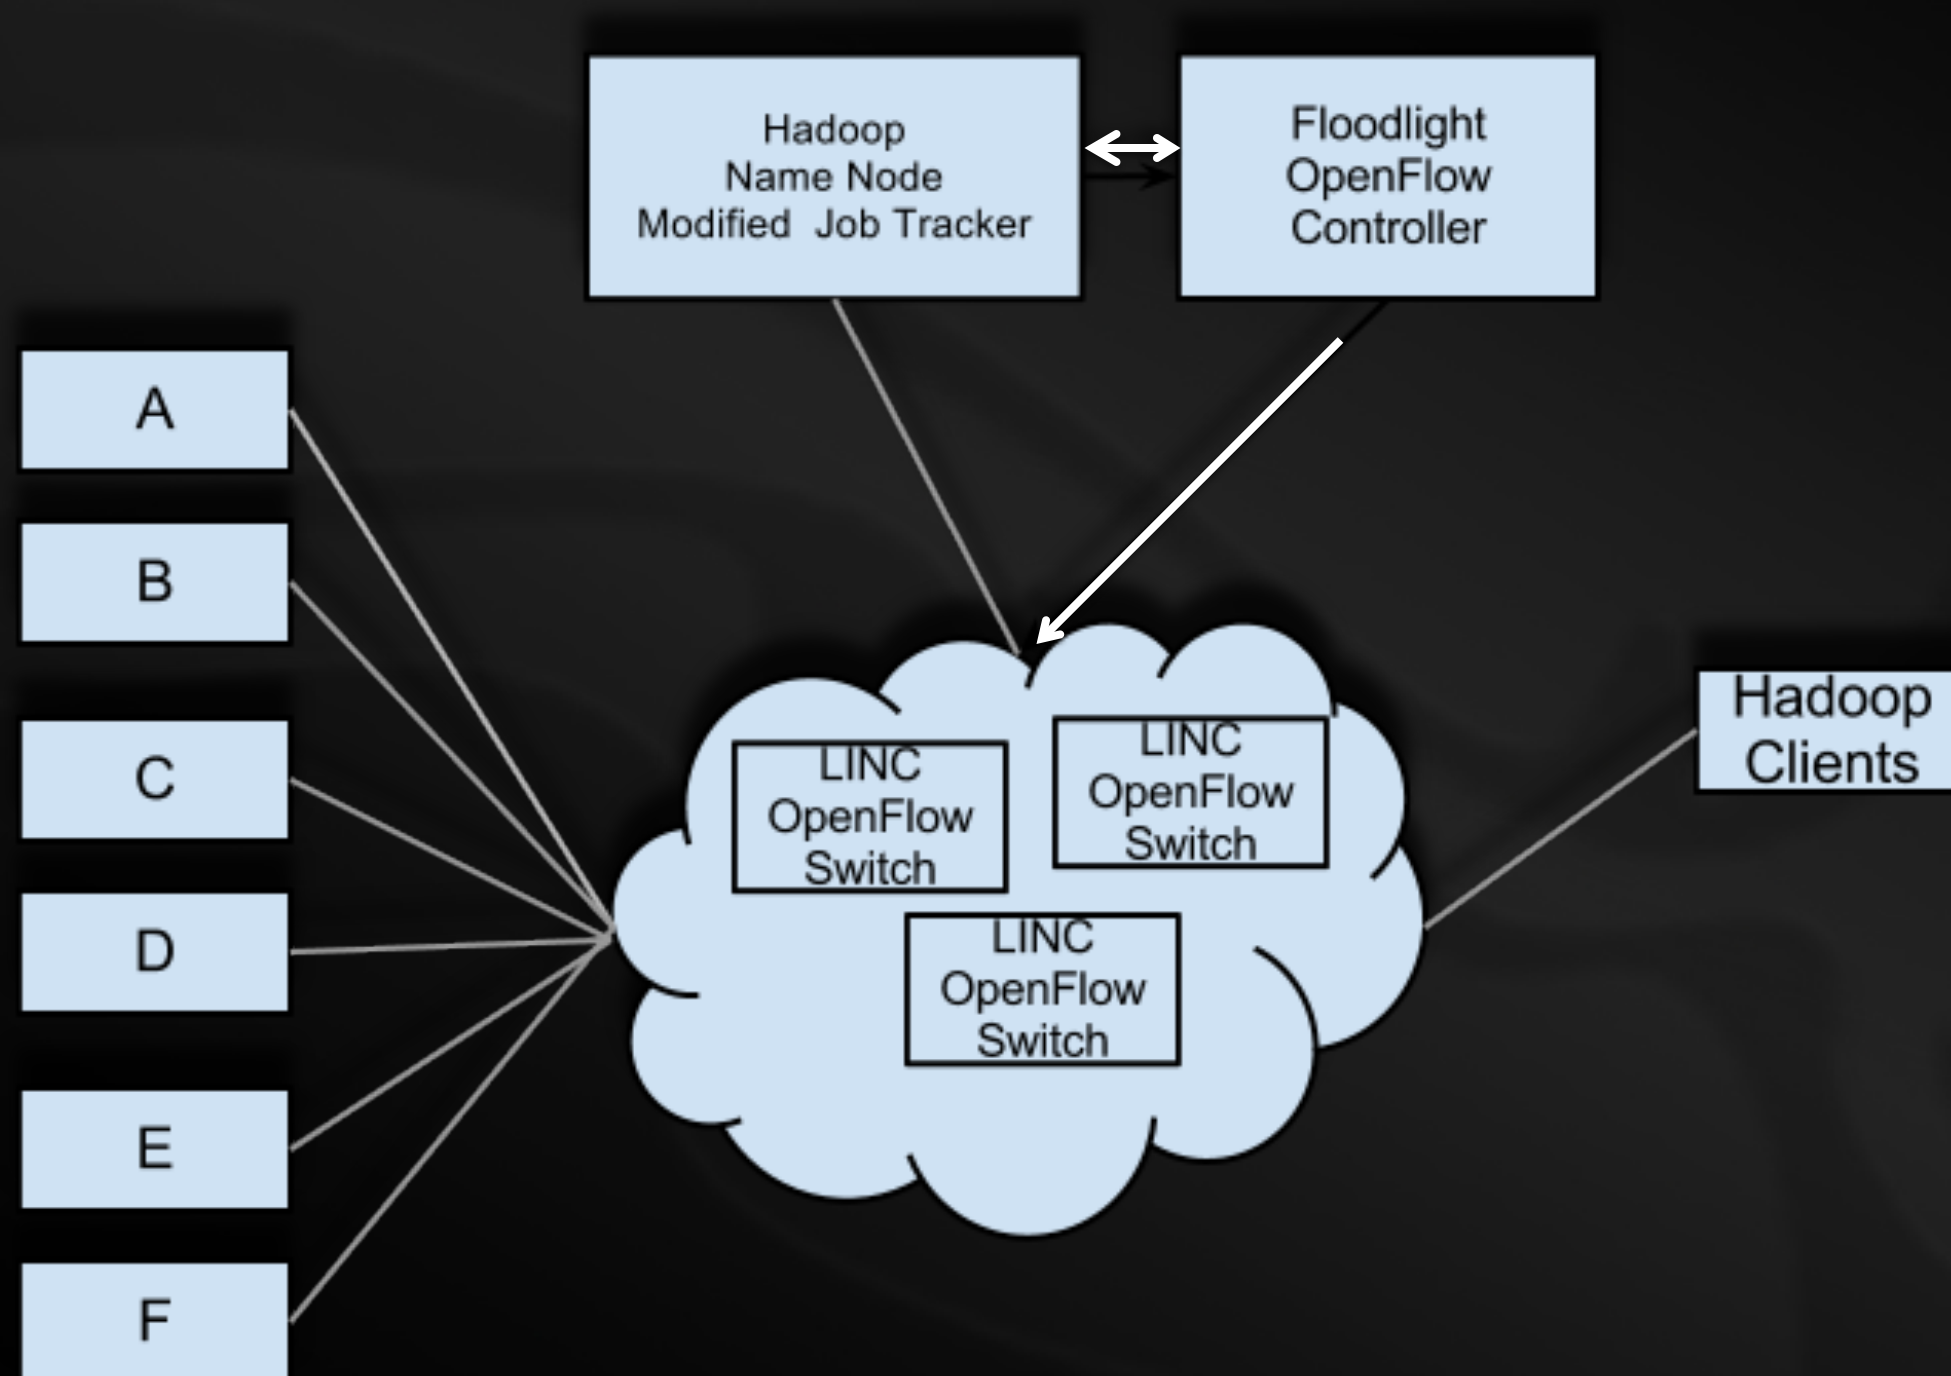 Hadoop
Name Node
Modified Job Tracker
Floodlight
OpenFlow
Controller
A
B
C
D
E
F
LINC
OpenFlow
Switch
LINC
OpenFlow
Switch
LINC
OpenFlow
Switch
Hadoop
Clients